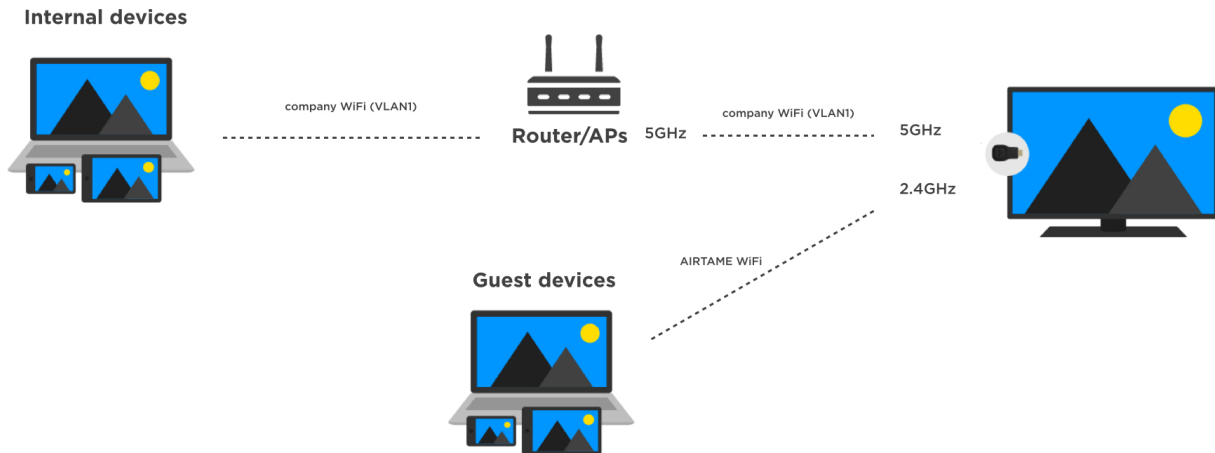 Internal devices
company WiFi (VLAN1)
Router/APs
5GHz
company WiFi (VLAN1)
5GHz
2.4GHz
AIRTAME WiFi
Guest devices